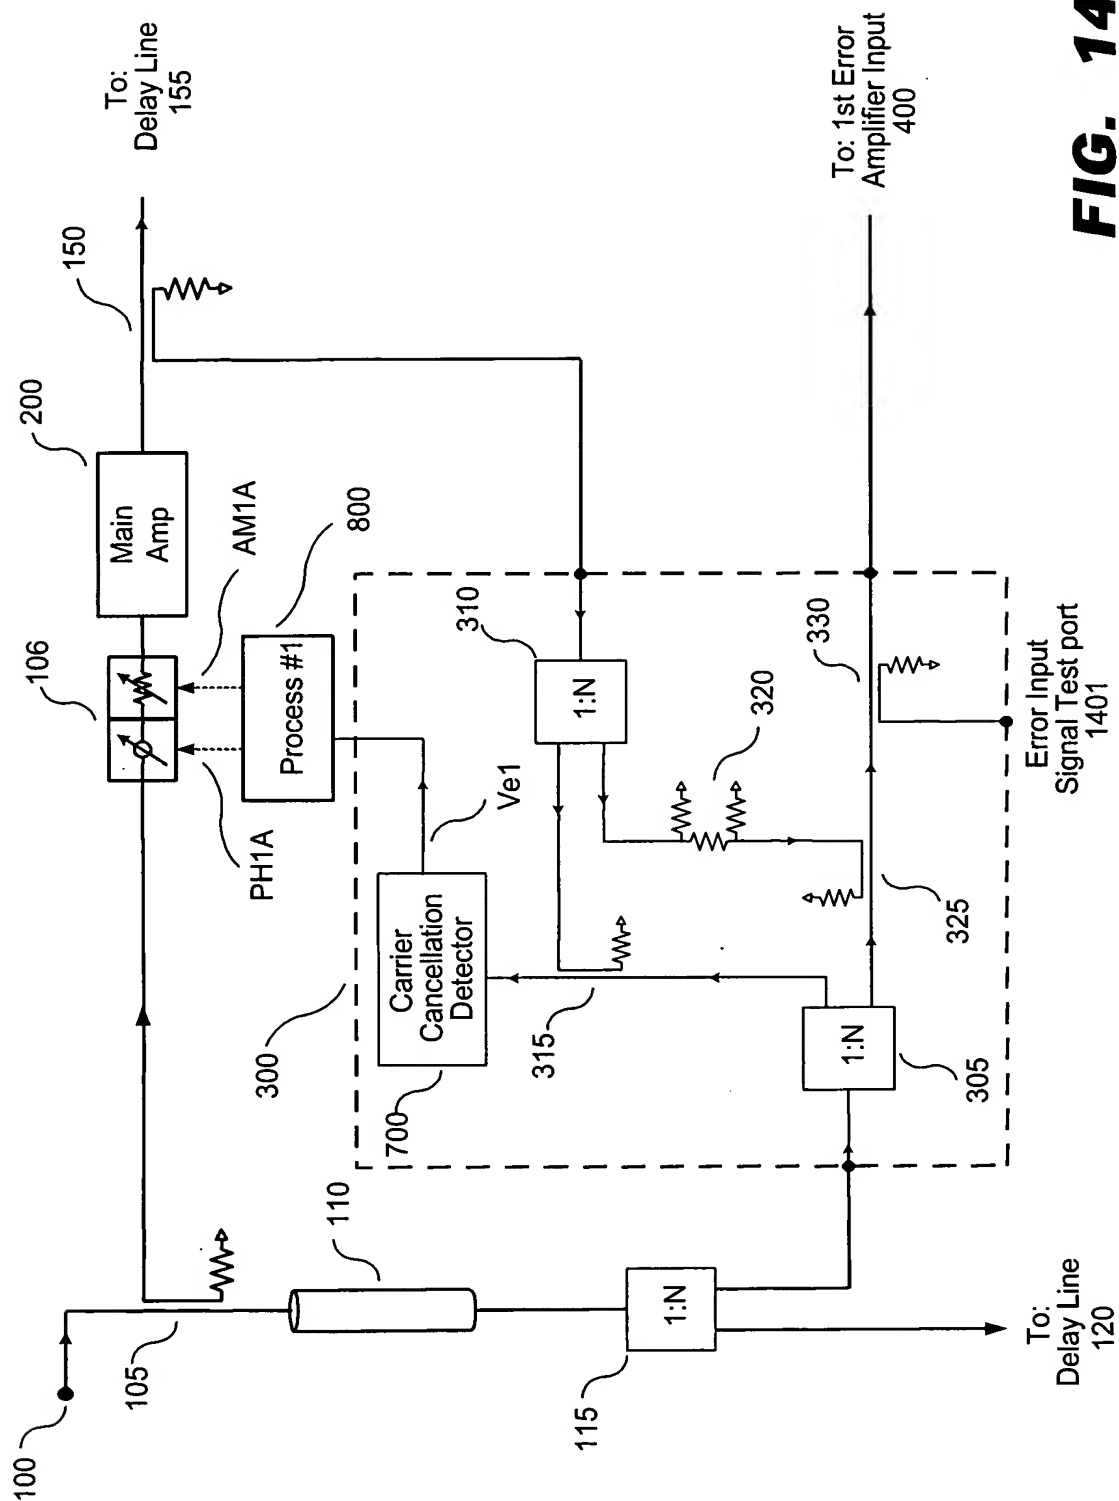 To:
Delay Line
155
150
200
Main
Amp
106
AM1A
800
Process #1
PH1A
To: 1st Error
Amplifier Input
400
310
1:N
320
330
Ve1
Carrier
Cancellation
Detector
300
700
315
325
1:N
305
Error Input
Signal Test port
1401
100
105
110
1:N
115
To:
Delay Line
120
FIG. 14